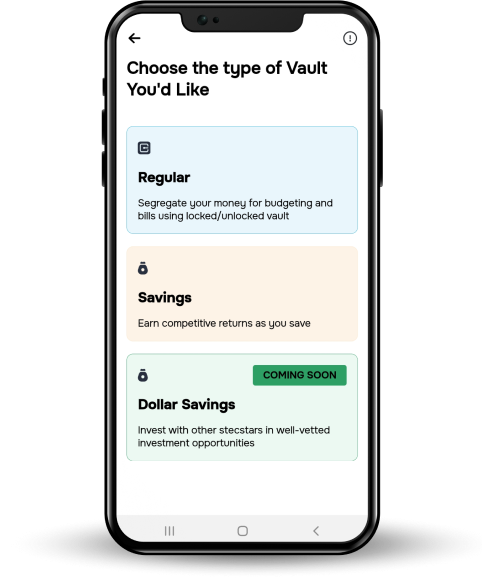 Choose the type of Vault
You'd Like
Regular
Segregate your money for budgeting and
bills using locked/unlocked vault
Savings
Earn competitive returns as you save
COMING SOON
Dollar Savings
Invest with other stecstars in well-vetted
investment opportunities